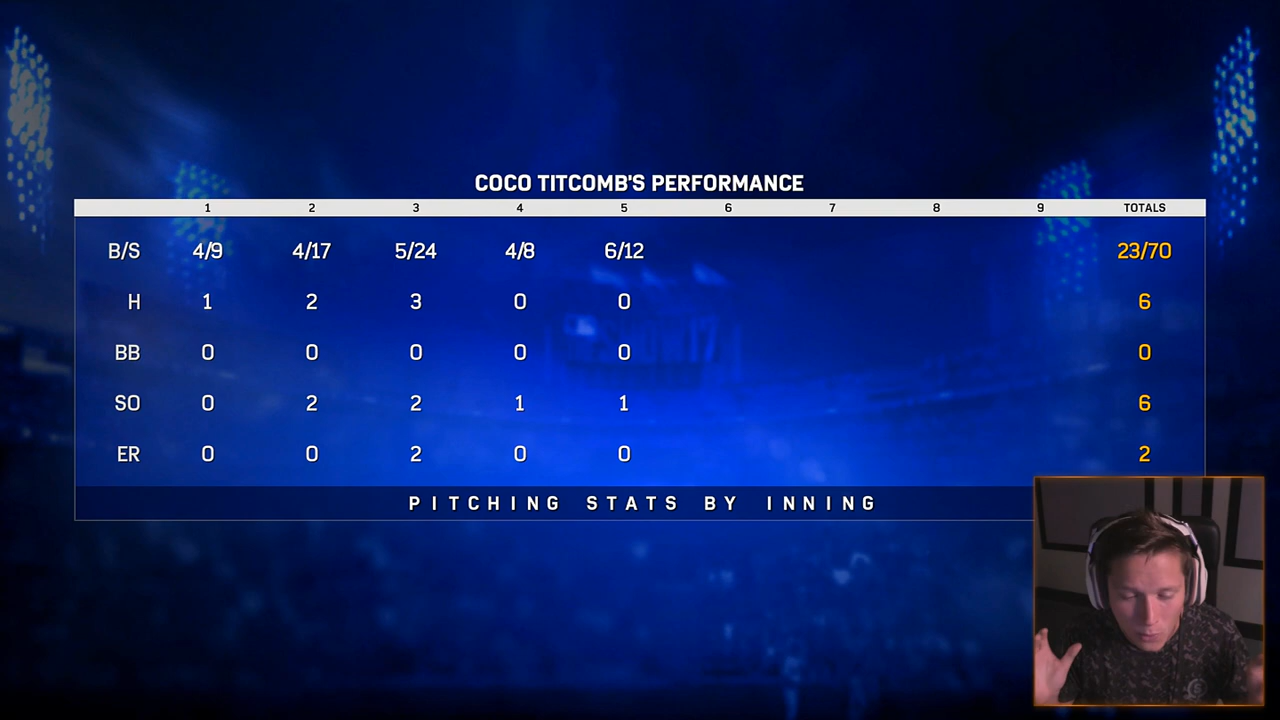 COCO TITCOMB'S PERFORMANCE
1 2 3 4 5 6 7 8 9 TOTALS
B/S 4/9 4/17 5/24 4/8 6/12 23/70
H 1 2 3 0 0 6
BB 0 0 0 0 0 0
SO 0 2 2 1 1 6
ER 0 0 2 0 0 2
PITCHING STATS BY INNING